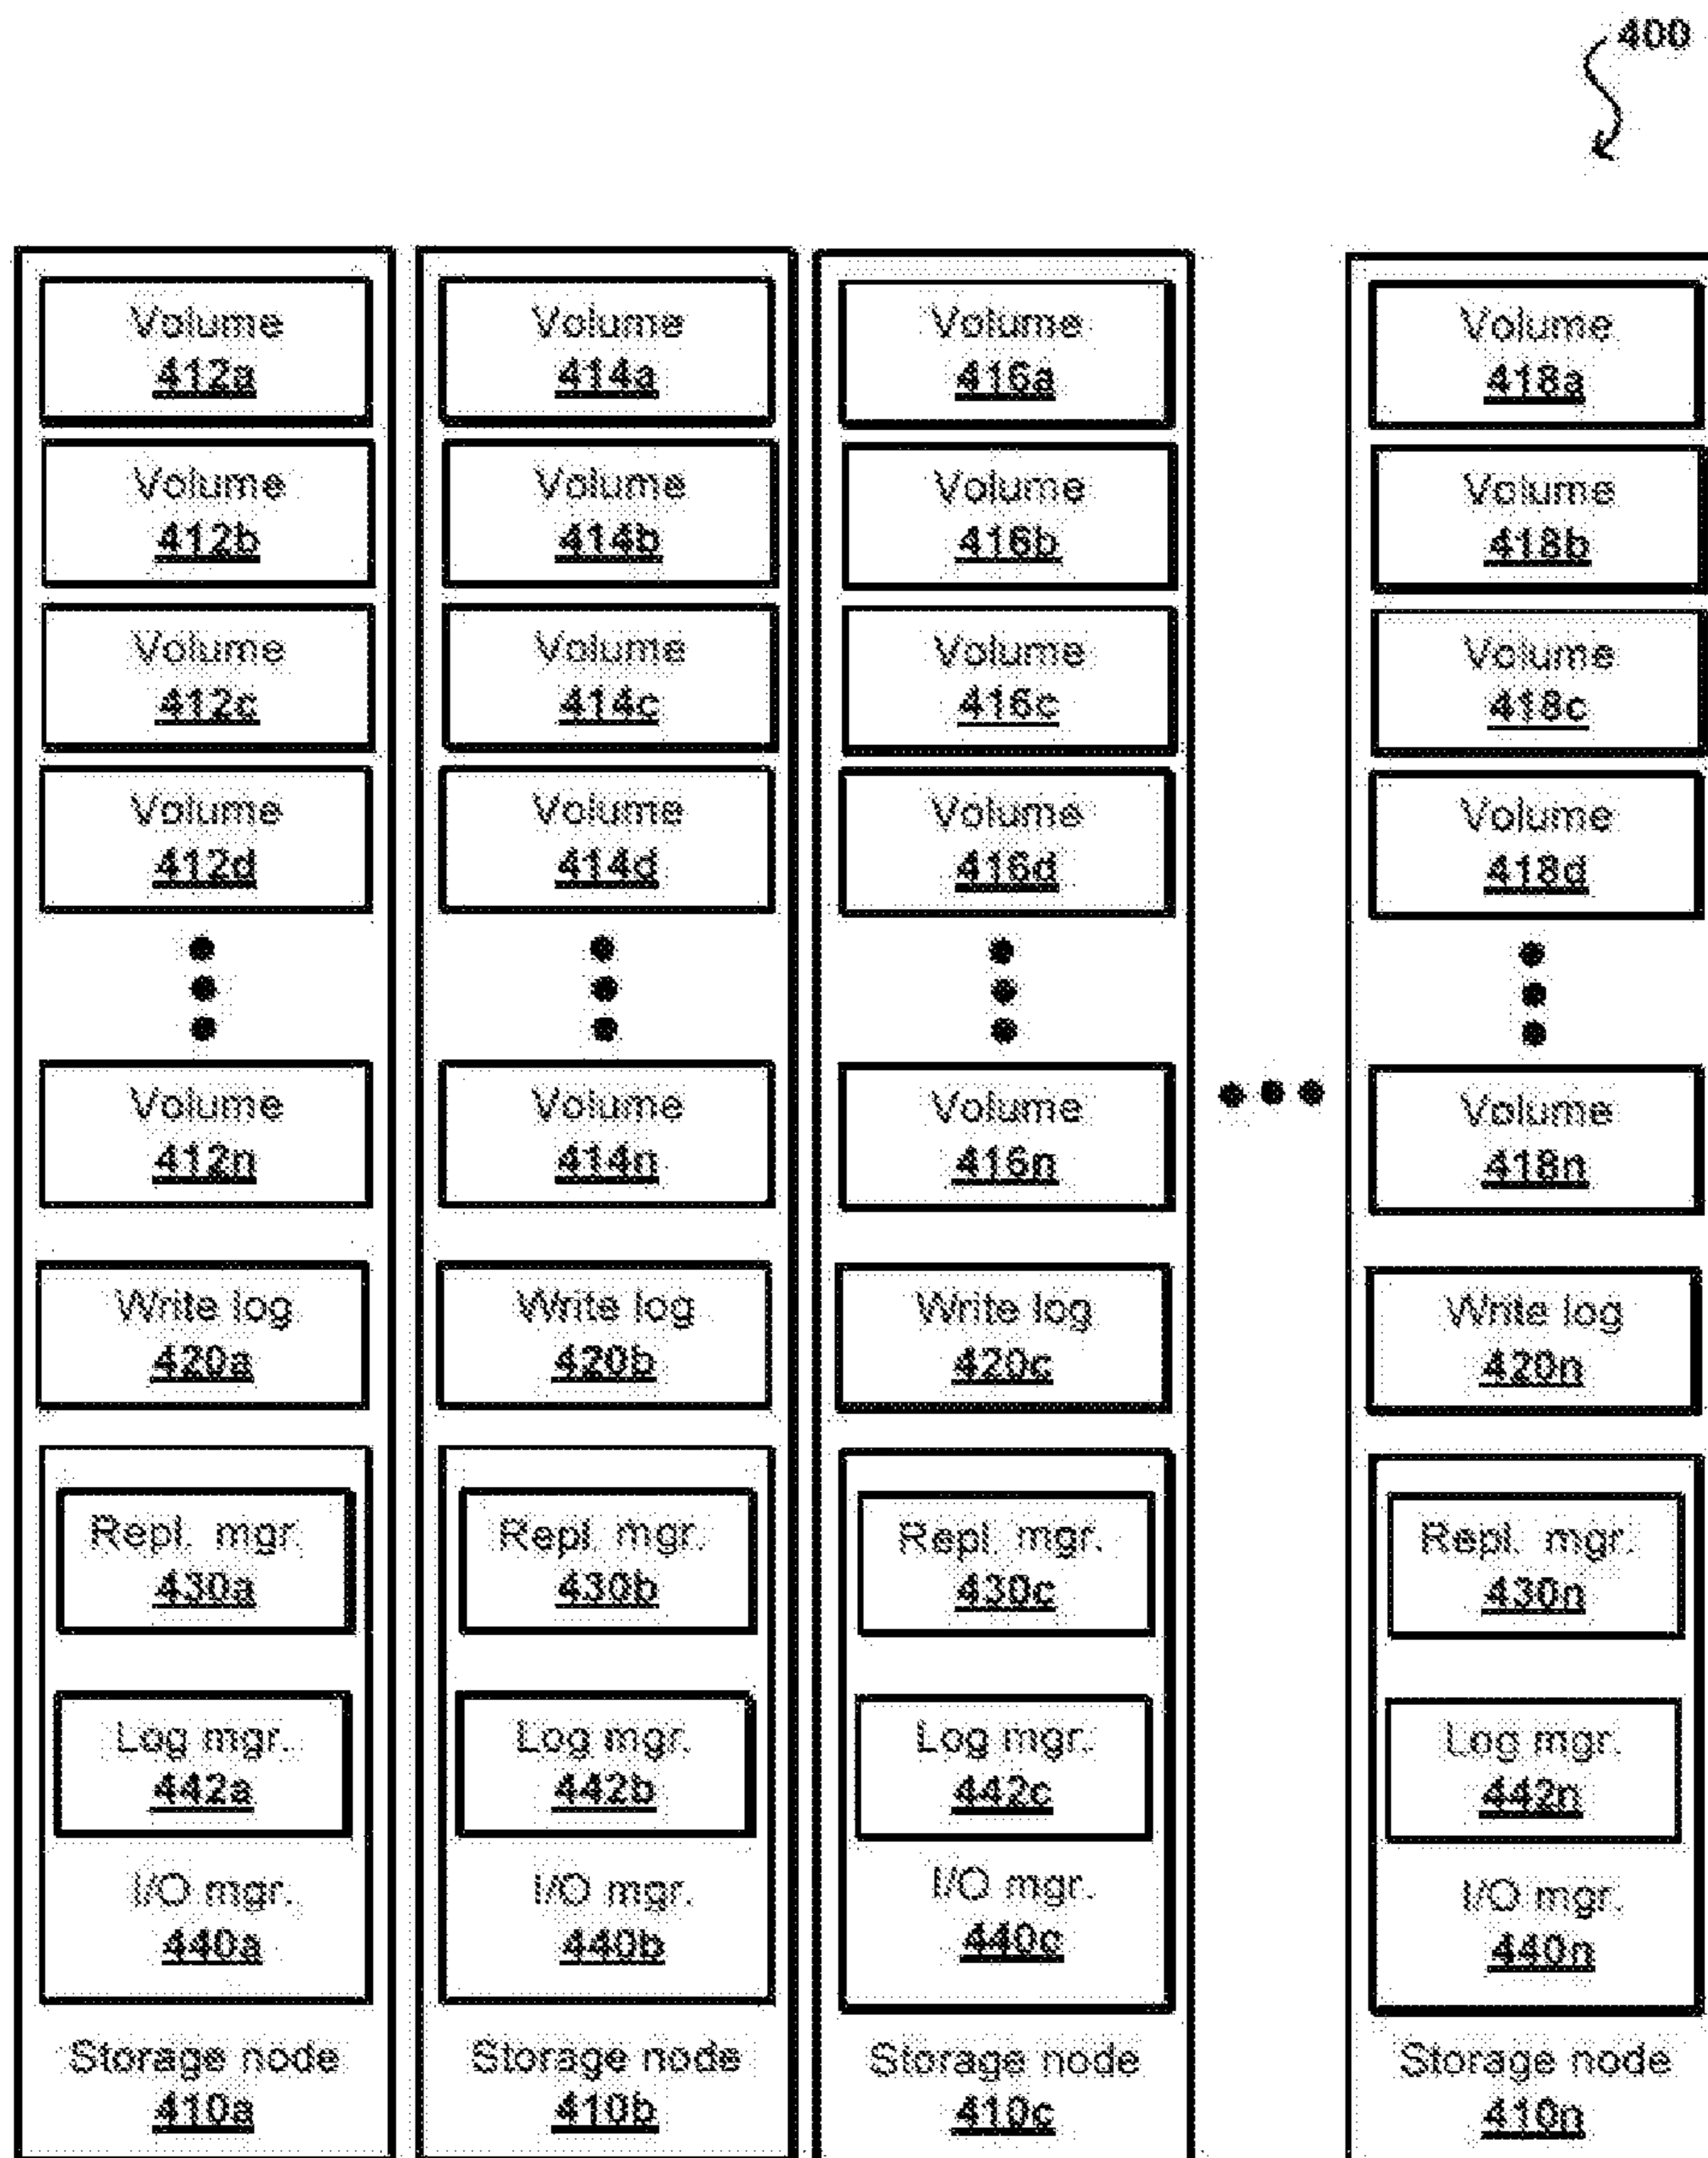 400
Volume
412a
Volume
412b
Volume
412c
Volume
412d
Volume
412n
Write log
420a
Repl. mgr.
430a
Log mgr.
442a
I/O mgr.
440a
Storage node
410a
Volume
414a
Volume
414b
Volume
414c
Volume
414d
Volume
414n
Write log
420b
Repl. mgr.
430b
Log mgr.
442b
I/O mgr.
440b
Storage node
410b
Volume
416a
Volume
416b
Volume
416c
Volume
416d
Volume
416n
Write log
420c
Repl. mgr.
430c
Log mgr.
442c
I/O mgr.
440c
Storage node
410c
Volume
418a
Volume
418b
Volume
418c
Volume
418d
Volume
418n
Write log
420n
Repl. mgr.
430n
Log mgr.
442n
I/O mgr.
440n
Storage node
410n